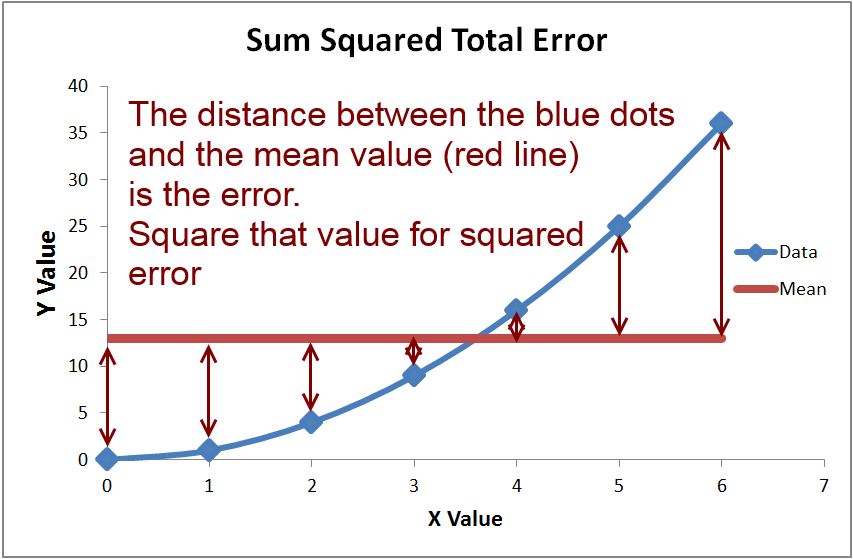 Sum Squared Total Error
40
35
30
25
20
15
10
5
0
Y Value
The distance between the blue dots
and the mean value (red line)
is the error.
Square that value for squared
error
Data
Mean
0 1 2 3 4 5 6 7
X Value